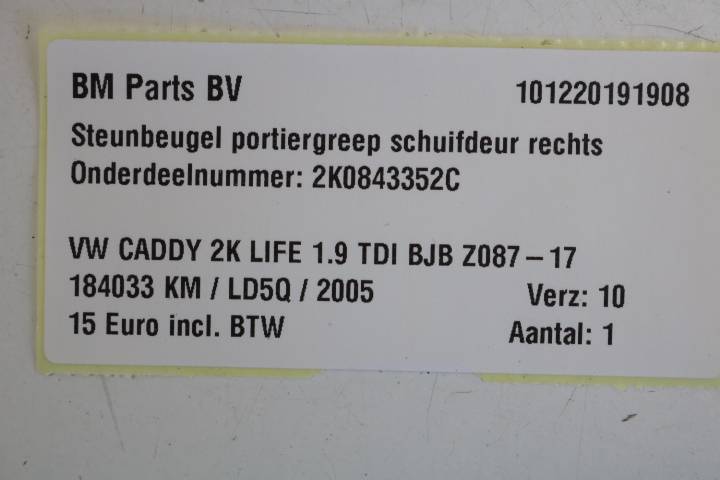 BM Parts BV 101220191908
Steunbeugel portiergreep schuifdeur rechts
Onderdeelnummer: 2K0843352C
VW CADDY 2K LIFE 1.9 TDI BJB Z087-17
184033 KM / LD5Q / 2005 Verz: 10
15 Euro incl. BTW Aantal: 1